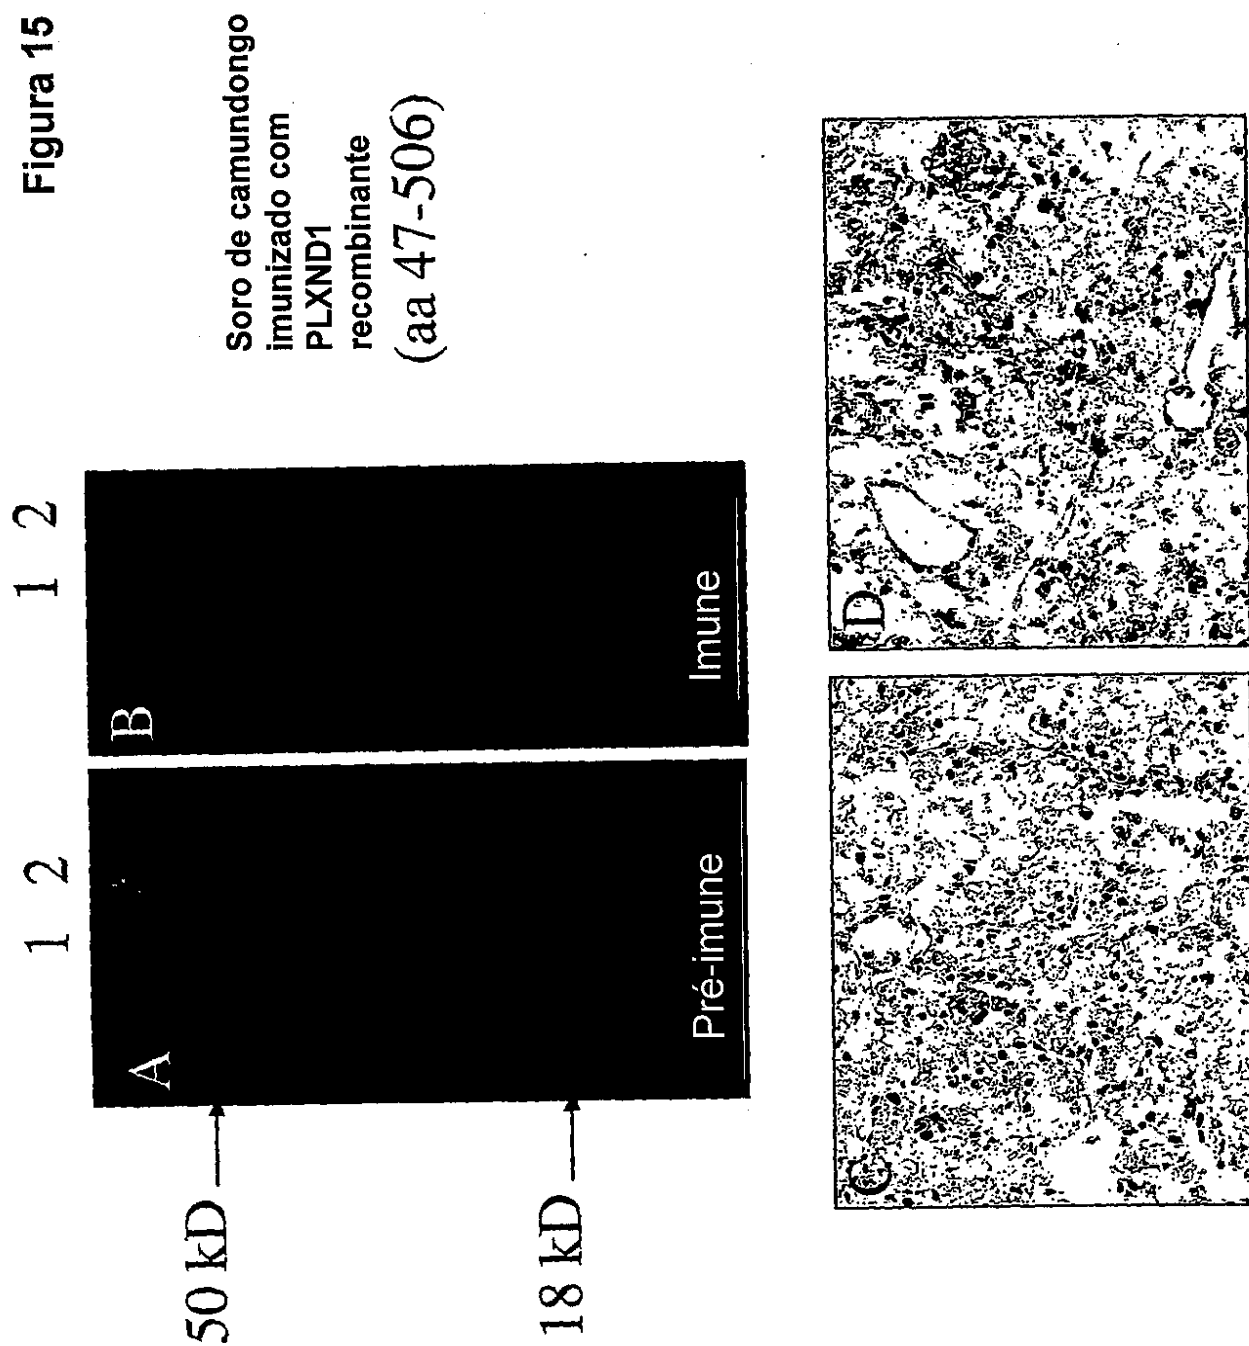 Figura 15
1 2
1 2
A
B
50 kD
18 kD
Pré-imune
Imune
Soro de camundongo
imunizado com
PLXND1
recombinante
(aa 47-506)
C
D